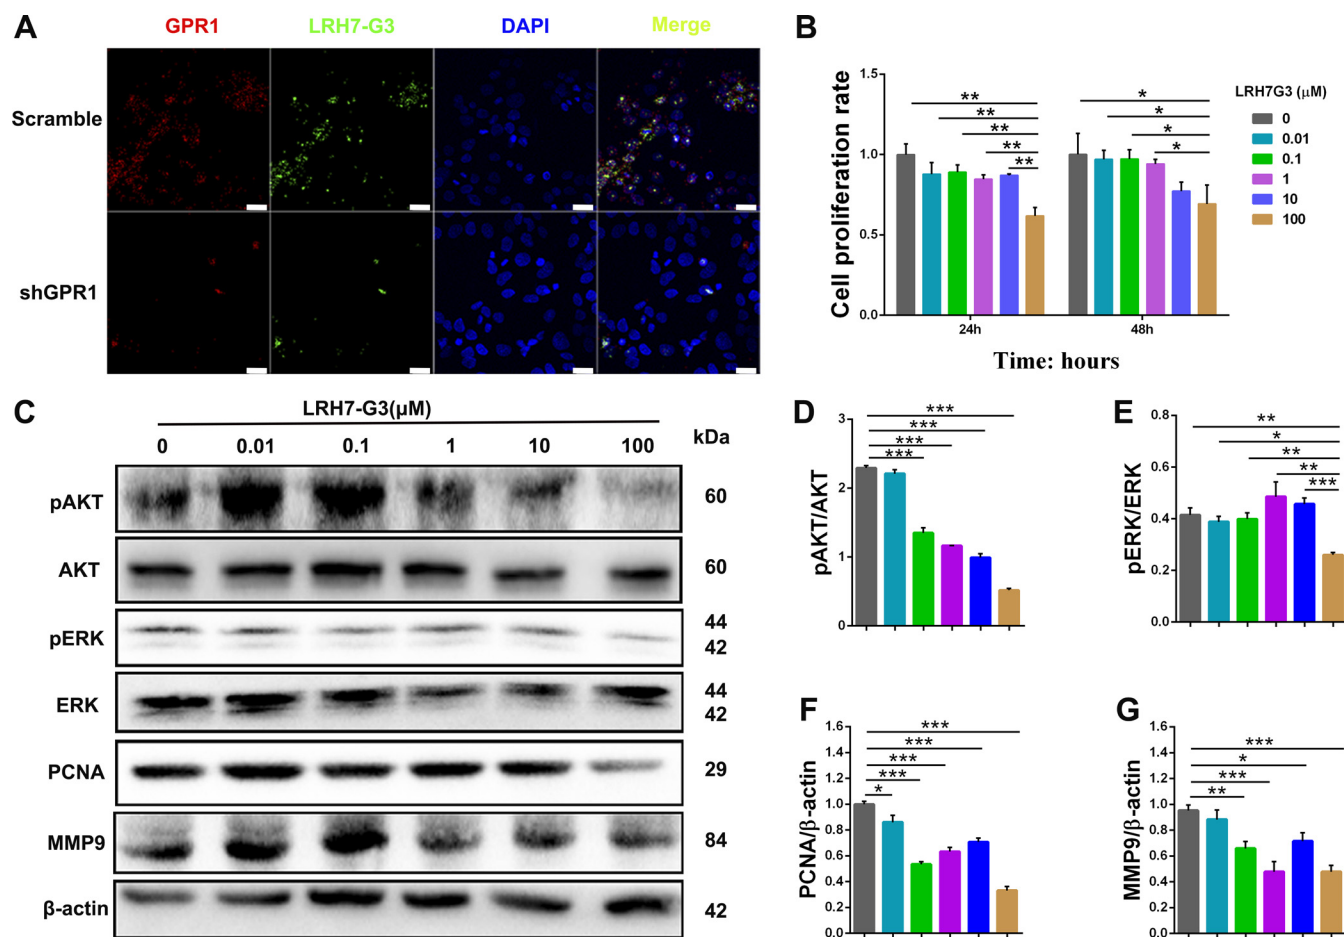 A
GPR1 LRH7-G3 DAPI Merge
Scramble
shGPR1
B
Cell proliferation rate
1.5
1.0
0.5
0.0
** ** ** ** **
* * * *
24h 48h
Time: hours
LRH7G3 (μM)
0
0.01
0.1
1
10
100
C
LRH7-G3(μM)
0 0.01 0.1 1 10 100 kDa
pAKT 60
AKT 60
pERK 44
42
ERK 44
42
PCNA 29
MMP9 84
β-actin 42
D
pAKT/AKT
3
2
1
0
***
***
***
***
E
pERK/ERK
0.8
0.6
0.4
0.2
0.0
**
*
**
**
***
F
PCNA/β-actin
1.6
1.4
1.2
1.0
0.8
0.6
0.4
0.2
0.0
***
***
***
***
*
G
MMP9/β-actin
1.6
1.4
1.2
1.0
0.8
0.6
0.4
0.2
0.0
***
*
***
**